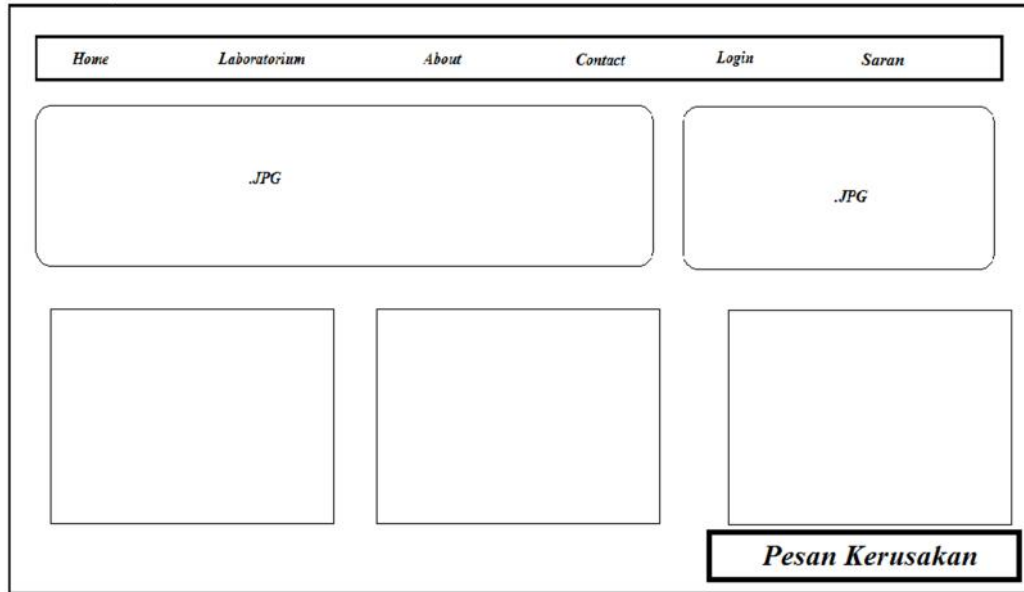 Home Laboratorium About Contact Login Saran
.JPG
.JPG
Pesan Kerusakan